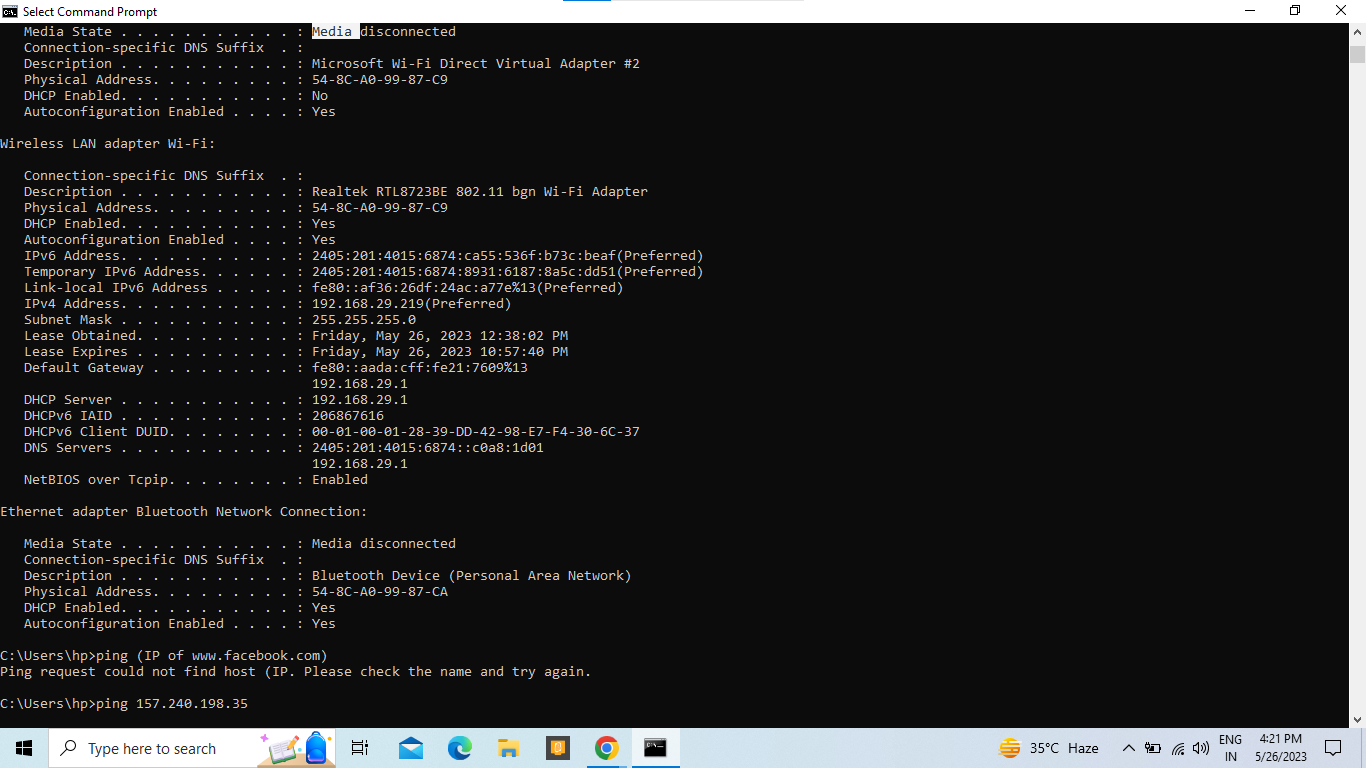 Select Command Prompt
Media State . . . . . . . . . . . : Media disconnected
Connection-specific DNS Suffix  . :
Description . . . . . . . . . . . : Microsoft Wi-Fi Direct Virtual Adapter #2
Physical Address. . . . . . . . . : 54-8C-A0-99-87-C9
DHCP Enabled. . . . . . . . . . . : No
Autoconfiguration Enabled . . . . : Yes
Wireless LAN adapter Wi-Fi:
Connection-specific DNS Suffix  . :
Description . . . . . . . . . . . : Realtek RTL8723BE 802.11 bgn Wi-Fi Adapter
Physical Address. . . . . . . . . : 54-8C-A0-99-87-C9
DHCP Enabled. . . . . . . . . . . : Yes
Autoconfiguration Enabled . . . . : Yes
IPv6 Address. . . . . . . . . . . : 2405:201:4015:6874:ca55:536f:b73c:beaf(Preferred)
Temporary IPv6 Address. . . . . . : 2405:201:4015:6874:8931:6187:8a5c:dd51(Preferred)
Link-local IPv6 Address . . . . . : fe80::af36:26df:24ac:a77e%13(Preferred)
IPv4 Address. . . . . . . . . . . : 192.168.29.219(Preferred)
Subnet Mask . . . . . . . . . . . : 255.255.255.0
Lease Obtained. . . . . . . . . . : Friday, May 26, 2023 12:38:02 PM
Lease Expires . . . . . . . . . . : Friday, May 26, 2023 10:57:40 PM
Default Gateway . . . . . . . . . : fe80::aada:cff:fe21:7609%13
192.168.29.1
DHCP Server . . . . . . . . . . . : 192.168.29.1
DHCPv6 IAID . . . . . . . . . . . : 206867616
DHCPv6 Client DUID. . . . . . . . : 00-01-00-01-28-39-DD-42-98-E7-F4-30-6C-37
DNS Servers . . . . . . . . . . . : 2405:201:4015:6874::c0a8:1d01
192.168.29.1
NetBIOS over Tcpip. . . . . . . . : Enabled
Ethernet adapter Bluetooth Network Connection:
Media State . . . . . . . . . . . : Media disconnected
Connection-specific DNS Suffix  . :
Description . . . . . . . . . . . : Bluetooth Device (Personal Area Network)
Physical Address. . . . . . . . . : 54-8C-A0-99-87-CA
DHCP Enabled. . . . . . . . . . . : Yes
Autoconfiguration Enabled . . . . : Yes
C:\Users\hp>ping (IP of www.facebook.com)
Ping request could not find host (IP. Please check the name and try again.
C:\Users\hp>ping 157.240.198.35
Type here to search
35°C Haze
ENG
IN
4:21 PM
5/26/2023